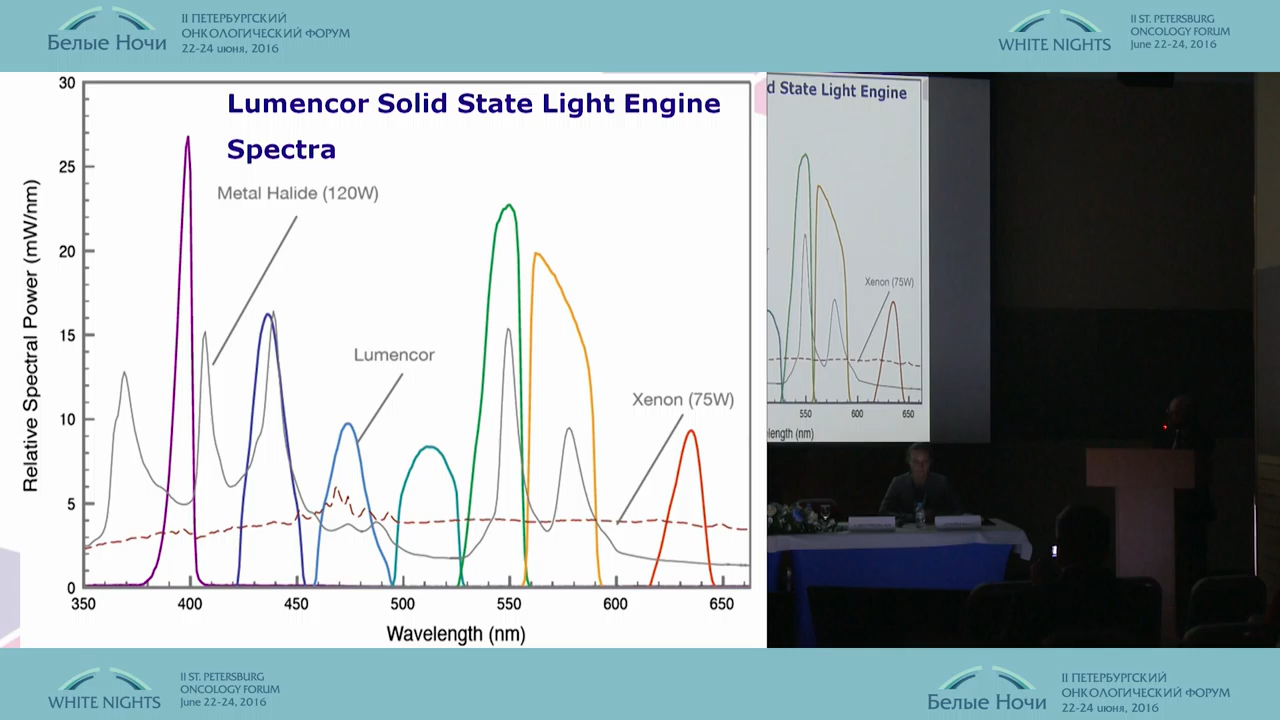 Белые Ночи
II ПЕТЕРБУРГСКИЙ
ОНКОЛОГИЧЕСКИЙ ФОРУМ
22-24 июня, 2016
WHITE NIGHTS
II ST. PETERSBURG
ONCOLOGY FORUM
June 22-24, 2016
Lumencor Solid State Light Engine
Spectra
Metal Halide (120W)
Lumencor
Xenon (75W)
Relative Spectral Power (mW/nm)
30
25
20
15
10
5
0
350
400
450
500
550
600
650
Wavelength (nm)
d State Light Engine
Xenon (75W)
550
600
650
elength (nm)
WHITE NIGHTS
II ST. PETERSBURG
ONCOLOGY FORUM
June 22-24, 2016
Белые Ночи
II ПЕТЕРБУРГСКИЙ
ОНКОЛОГИЧЕСКИЙ ФОРУМ
22-24 июня, 2016